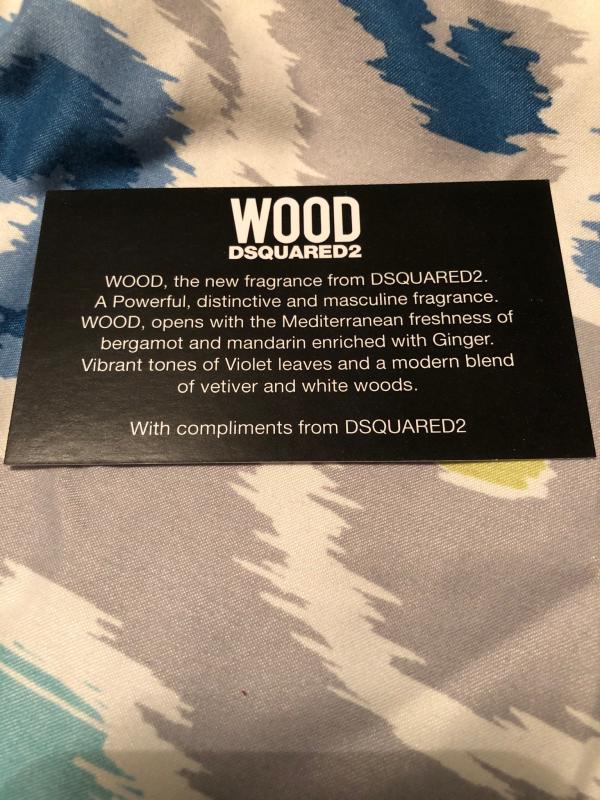 WOOD
DSQUARED2
WOOD, the new fragrance from DSQUARED2.
A Powerful, distinctive and masculine fragrance.
WOOD, opens with the Mediterranean freshness of
bergamot and mandarin enriched with Ginger.
Vibrant tones of Violet leaves and a modern blend
of vetiver and white woods.
With compliments from DSQUARED2